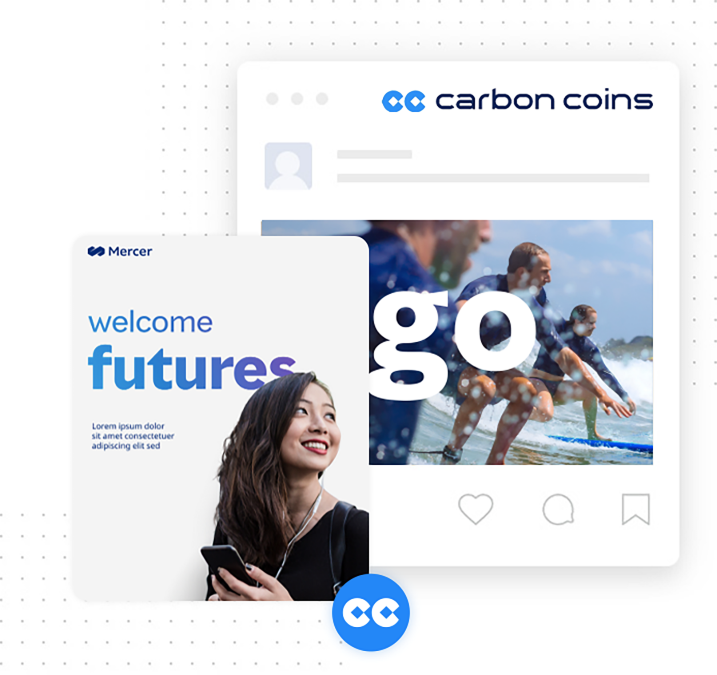 carbon coins
Mercer
welcome
futures
go
Lorem ipsum dolor
sit amet consectetuer
adipiscing elit sed